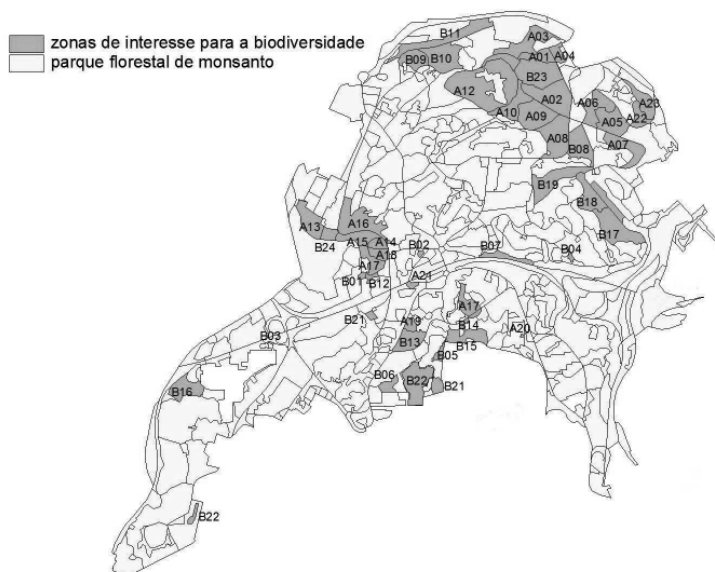 zonas de interesse para a biodiversidade
parque florestal de monsanto
B11
A03
B09
B10
A01
A04
B23
A12
A02
A06
A23
A10
A09
A05
A22
A08
B08
A07
B19
B18
A13
A16
B17
B24
A15
A14
B02
B07
B04
A18
A17
B01
B12
A21
A17
B21
A19
B14
A20
B03
B13
B15
B05
B06
B22
B21
B16
B22